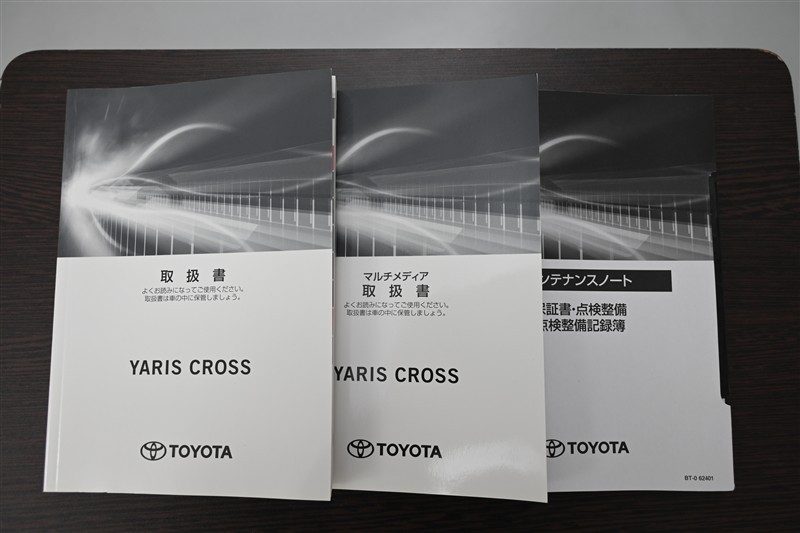 取扱書
よくお読みになってご使用ください。
取扱書は車の中に保管しましょう。
YARIS CROSS
TOYOTA
マルチメディア
取扱書
よくお読みになってご使用ください。
取扱書は車の中に保管しましょう。
YARIS CROSS
TOYOTA
ンテナンスノート
証書・点検整備
点検整備記録簿
TOYOTA
BT-0 62401